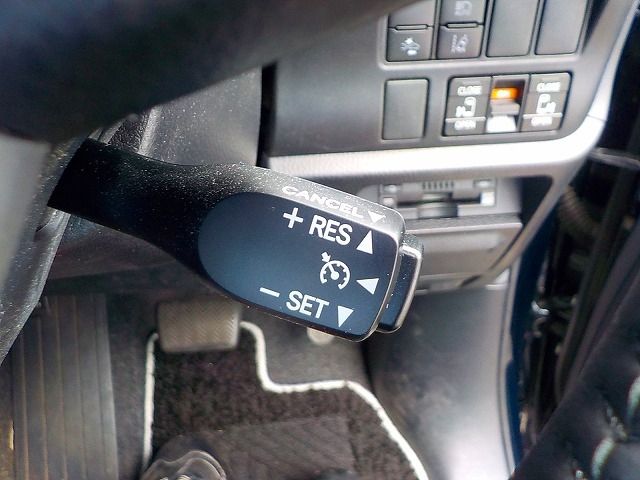 CLOSE
CLOSE
OPEN
OPEN
CANCEL ▼
+ RES ▲
◀
− SET ▼